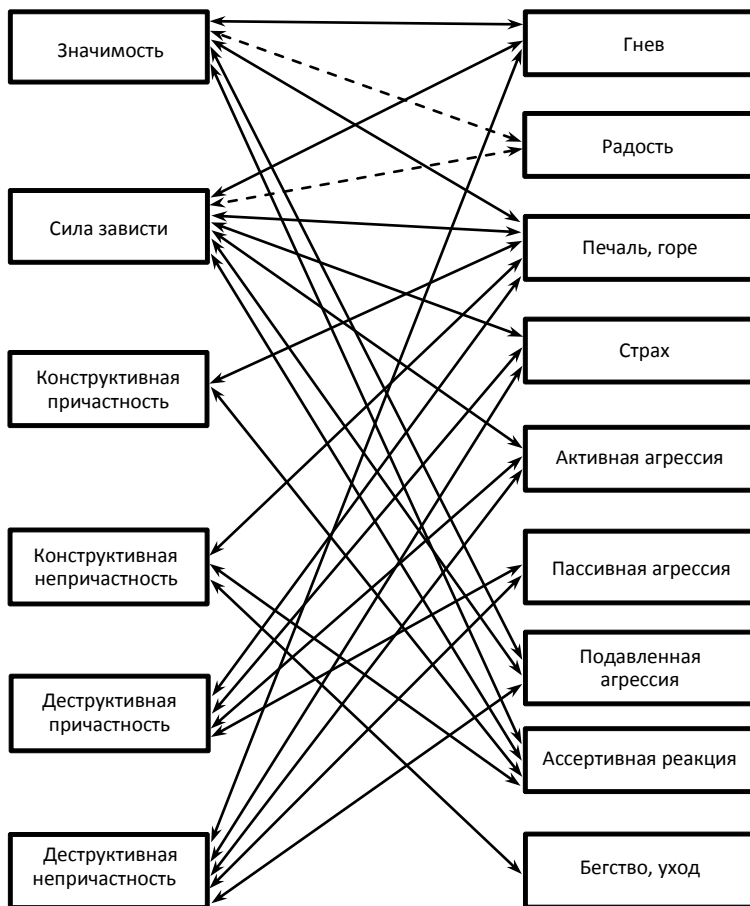 Значимость
Сила зависти
Конструктивная
причастность
Конструктивная
непричастность
Деструктивная
причастность
Деструктивная
непричастность
Гнев
Радость
Печаль, горе
Страх
Активная агрессия
Пассивная агрессия
Подавленная
агрессия
Ассертивная реакция
Бегство, уход